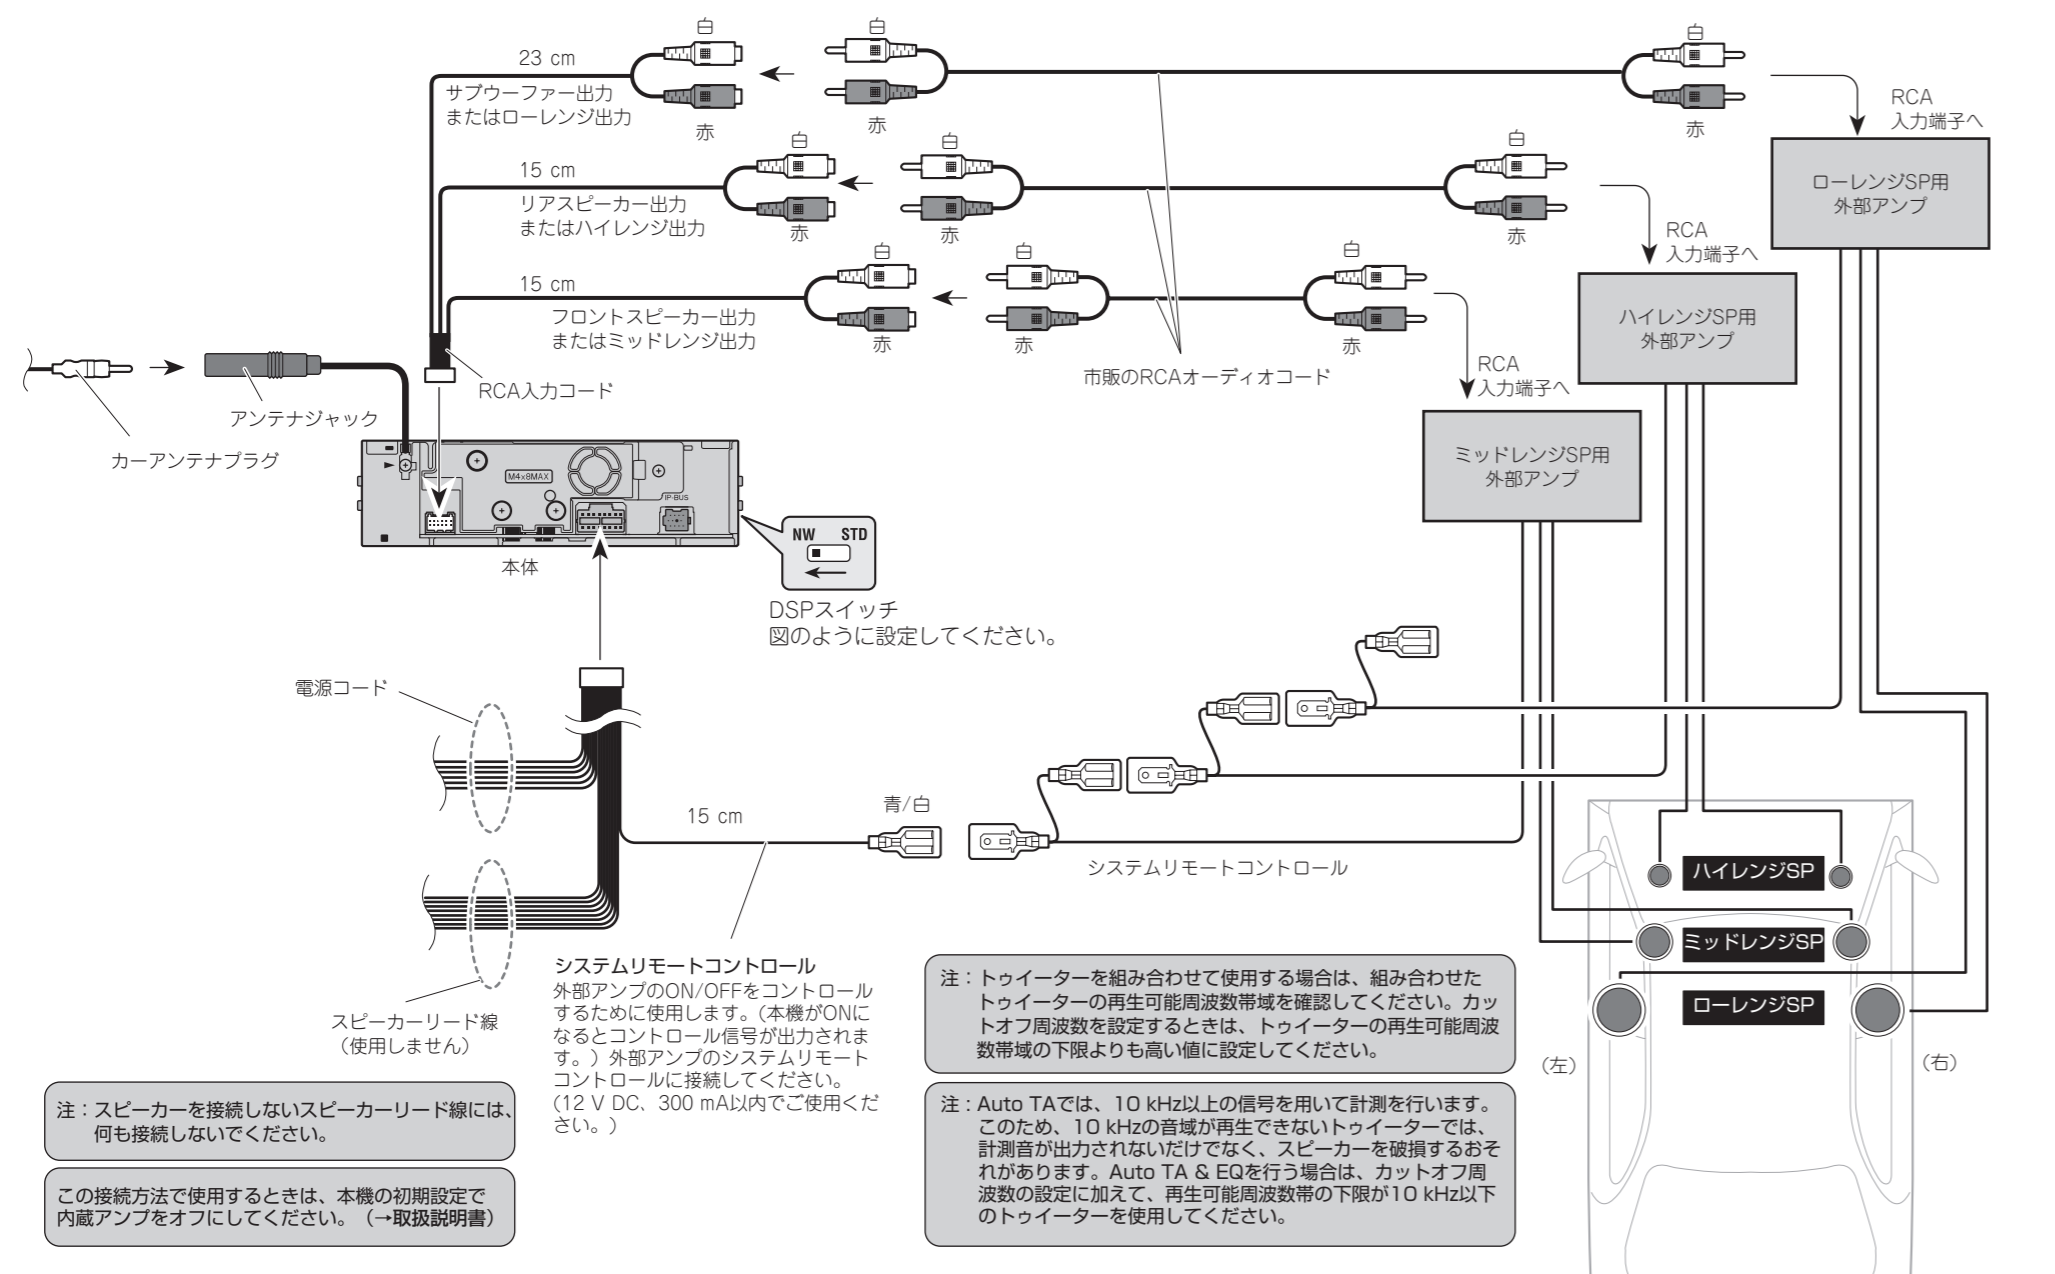 白
23 cm
サブウーファー出力
またはローレンジ出力
赤
白
赤
白
赤
RCA
入力端子へ
ローレンジSP用
外部アンプ
15 cm
リアスピーカー出力
またはハイレンジ出力
白
赤
白
赤
白
赤
RCA
入力端子へ
ハイレンジSP用
外部アンプ
15 cm
フロントスピーカー出力
またはミッドレンジ出力
白
赤
白
赤
白
赤
RCA
入力端子へ
ミッドレンジSP用
外部アンプ
市販のRCAオーディオコード
RCA入力コード
アンテナジャック
カーアンテナプラグ
M4x8MAX
IP-BUS
本体
NW STD
DSPスイッチ
図のように設定してください。
電源コード
15 cm
青/白
システムリモートコントロール
スピーカーリード線
（使用しません）
システムリモートコントロール
外部アンプのON/OFFをコントロール
するために使用します。(本機がONに
なるとコントロール信号が出力されま
す。）外部アンプのシステムリモート
コントロールに接続してください。
(12 V DC、300 mA以内でご使用くだ
さい。)
ハイレンジSP
ミッドレンジSP
ローレンジSP
（左）
（右）
注：スピーカーを接続しないスピーカーリード線には、
何も接続しないでください。
この接続方法で使用するときは、本機の初期設定で
内蔵アンプをオフにしてください。（→取扱説明書）
注：トゥイーターを組み合わせて使用する場合は、組み合わせた
トゥイーターの再生可能周波数帯域を確認してください。カッ
トオフ周波数を設定するときは、トゥイーターの再生可能周波
数帯域の下限よりも高い値に設定してください。
注：Auto TAでは、10 kHz以上の信号を用いて計測を行います。
このため、10 kHzの音域が再生できないトゥイーターでは、
計測音が出力されないだけでなく、スピーカーを破損するおそ
れがあります。Auto TA & EQを行う場合は、カットオフ周
波数の設定に加えて、再生可能周波数帯の下限が10 kHz以下
のトゥイーターを使用してください。